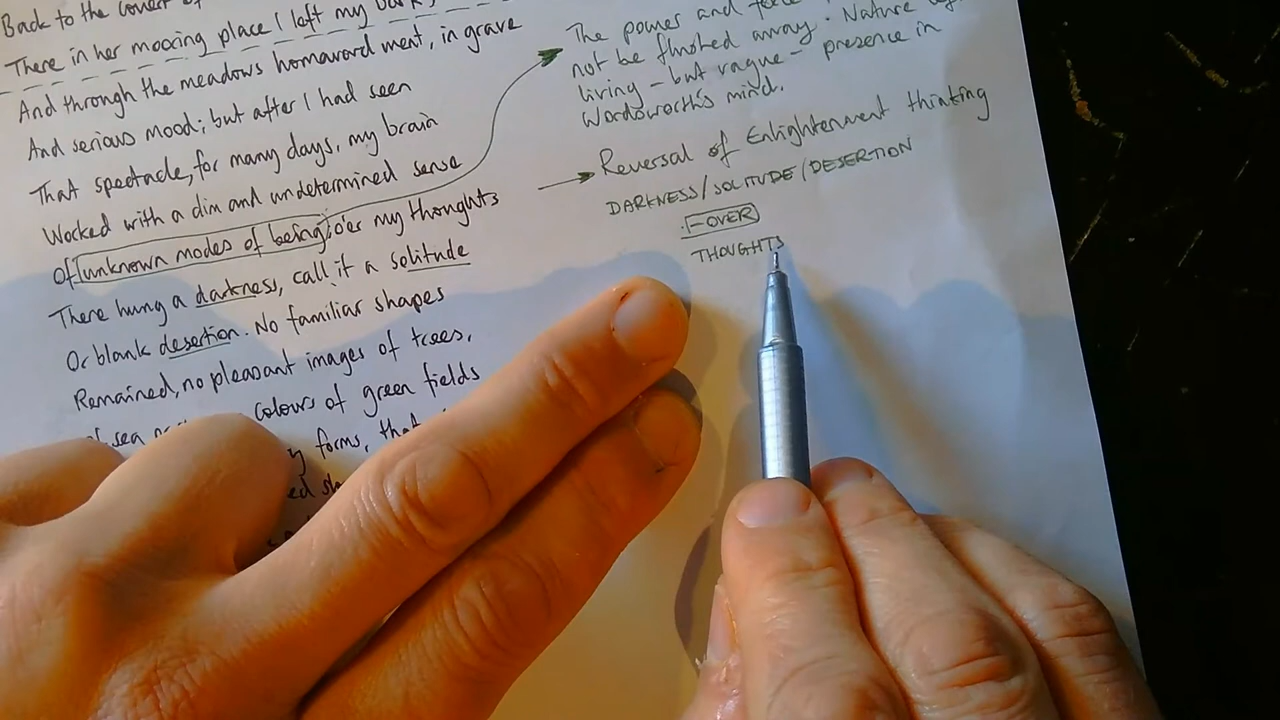 Back to the covert of
There in her mooring place I left my bark,
And through the meadows homeward went, in grave
And serious mood; but after I had seen
That spectacle, for many days, my brain
Worked with a dim and undetermined sense
Of unknown modes of being; o'er my thoughts
There hung a darkness, call it a solitude
Or blank desertion. No familiar shapes
Remained, no pleasant images of trees,
of sea colours of green fields
forms, that
The power and
not be flushed away. Nature
living - but vague - presence in
Wordsworth's mind.
Reversal of Enlightenment thinking
DARKNESS/SOLITUDE/DESERTION
-OVER
THOUGHTS